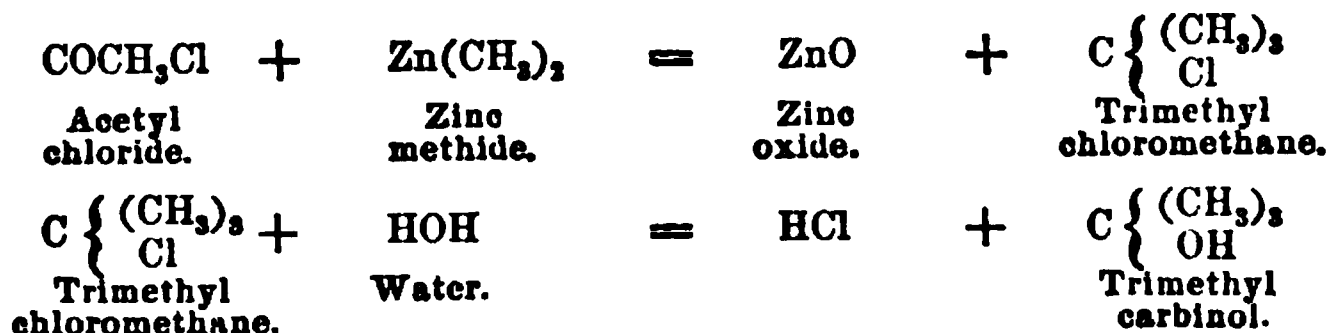 COCH₃Cl + Zn(CH₃)₂ = ZnO + C { (CH₃)₃ Cl
Acetyl chloride. Zinc methide. Zinc oxide. Trimethyl chloromethane.
C { (CH₃)₃ Cl + HOH = HCl + C { (CH₃)₃ OH
Trimethyl chloromethane. Water. Trimethyl carbinol.